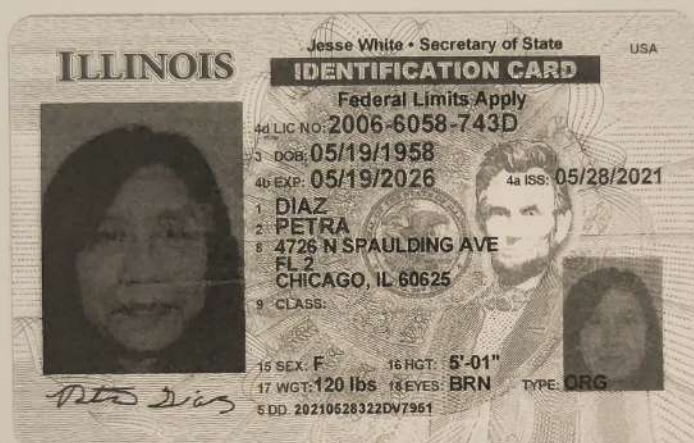 Jesse White • Secretary of State
USA
ILLINOIS
IDENTIFICATION CARD
Federal Limits Apply
4d LIC NO: 2006-6058-743D
3 DOB: 05/19/1958
4b EXP: 05/19/2026 4a ISS: 05/28/2021
1 DIAZ
2 PETRA
8 4726 N SPAULDING AVE
FL 2
CHICAGO, IL 60625
9 CLASS:
15 SEX: F 16 HGT: 5'-01"
17 WGT: 120 lbs 18 EYES: BRN TYPE: ORG
5 DD 20210528322DV7951
Petra Diaz